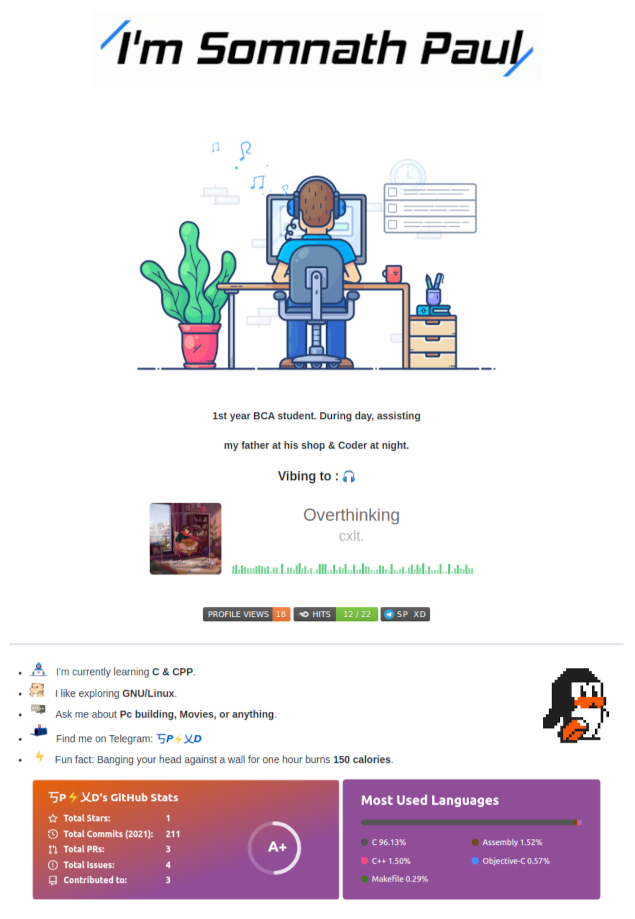 I'm Somnath Paul
1st year BCA student. During day, assisting
my father at his shop & Coder at night.
Vibing to : 🎧
Overthinking
cxlt.
PROFILE VIEWS 18
HITS 12 / 22
SP XD
I'm currently learning C & CPP.
I like exploring GNU/Linux.
Ask me about Pc building, Movies, or anything.
Find me on Telegram: 丂P⚡乂D
Fun fact: Banging your head against a wall for one hour burns 150 calories.
丂P⚡乂D's GitHub Stats
Total Stars: 1
Total Commits (2021): 211
Total PRs: 3
Total Issues: 4
Contributed to: 3
A+
Most Used Languages
C 96.13%
Assembly 1.52%
C++ 1.50%
Objective-C 0.57%
Makefile 0.29%